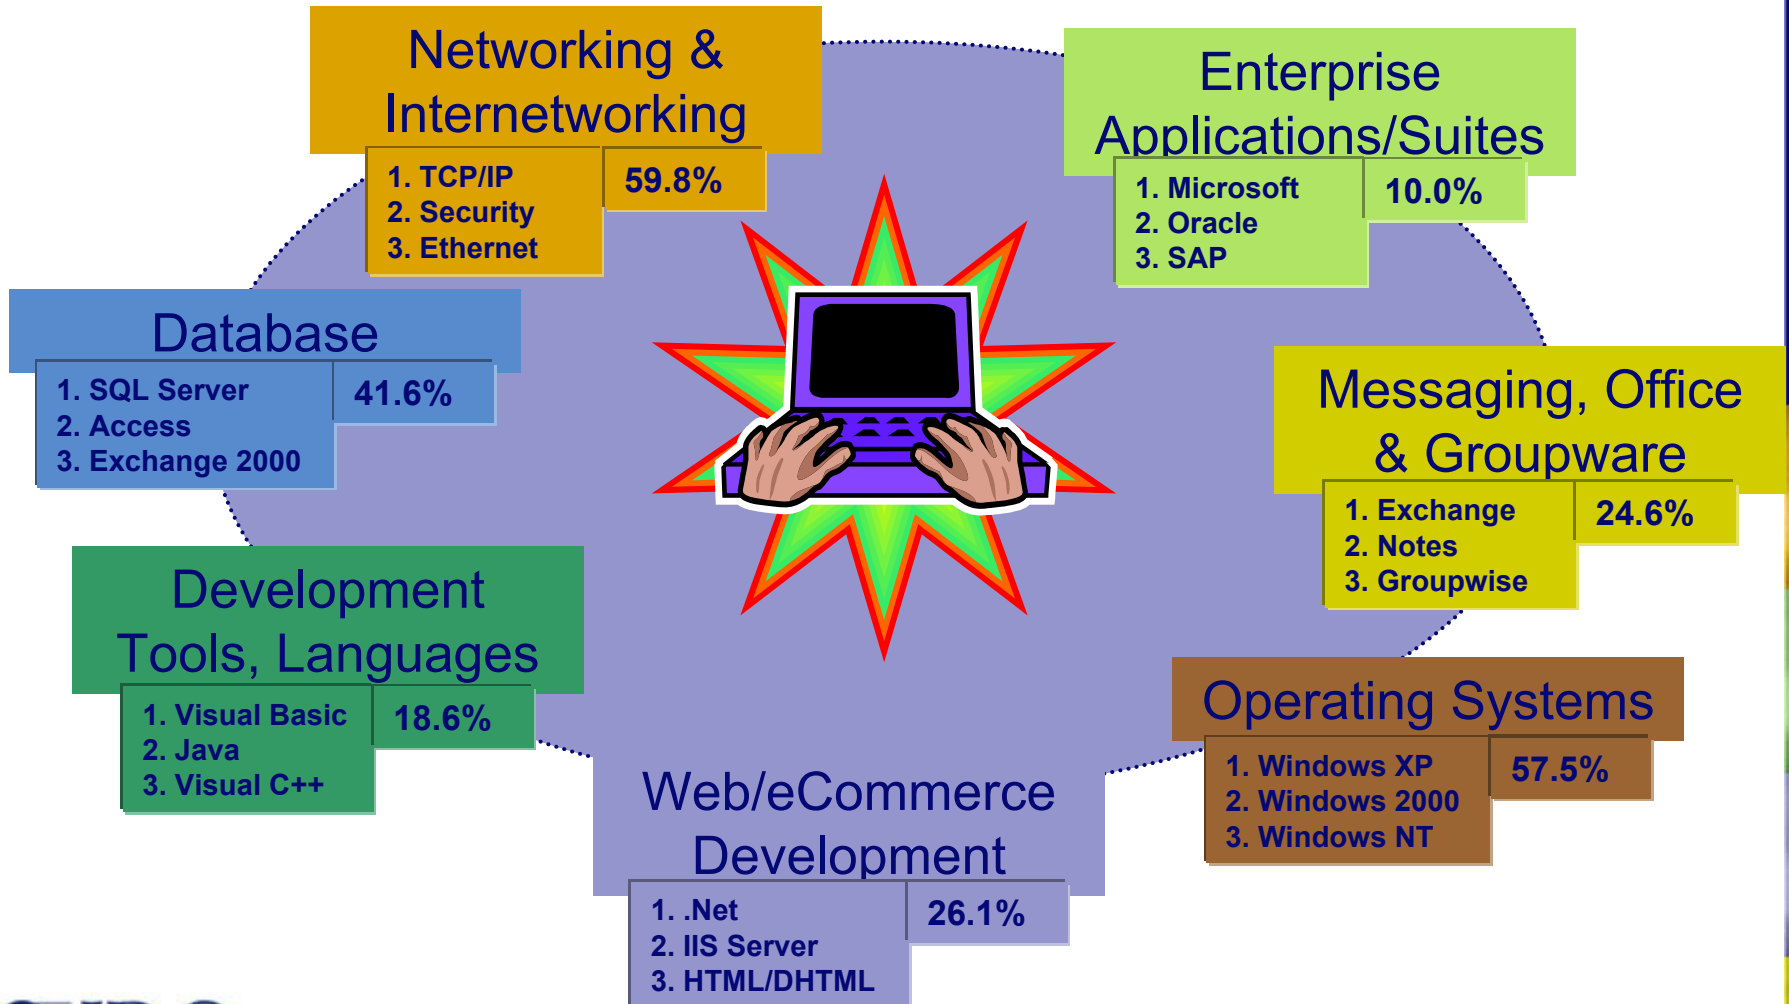 Networking &
Internetworking
1. TCP/IP
2. Security
3. Ethernet
59.8%
Enterprise
Applications/Suites
1. Microsoft
2. Oracle
3. SAP
10.0%
Database
1. SQL Server
2. Access
3. Exchange 2000
41.6%
Messaging, Office
& Groupware
1. Exchange
2. Notes
3. Groupwise
24.6%
Development
Tools, Languages
1. Visual Basic
2. Java
3. Visual C++
18.6%
Operating Systems
1. Windows XP
2. Windows 2000
3. Windows NT
57.5%
Web/eCommerce
Development
1. .Net
2. IIS Server
3. HTML/DHTML
26.1%